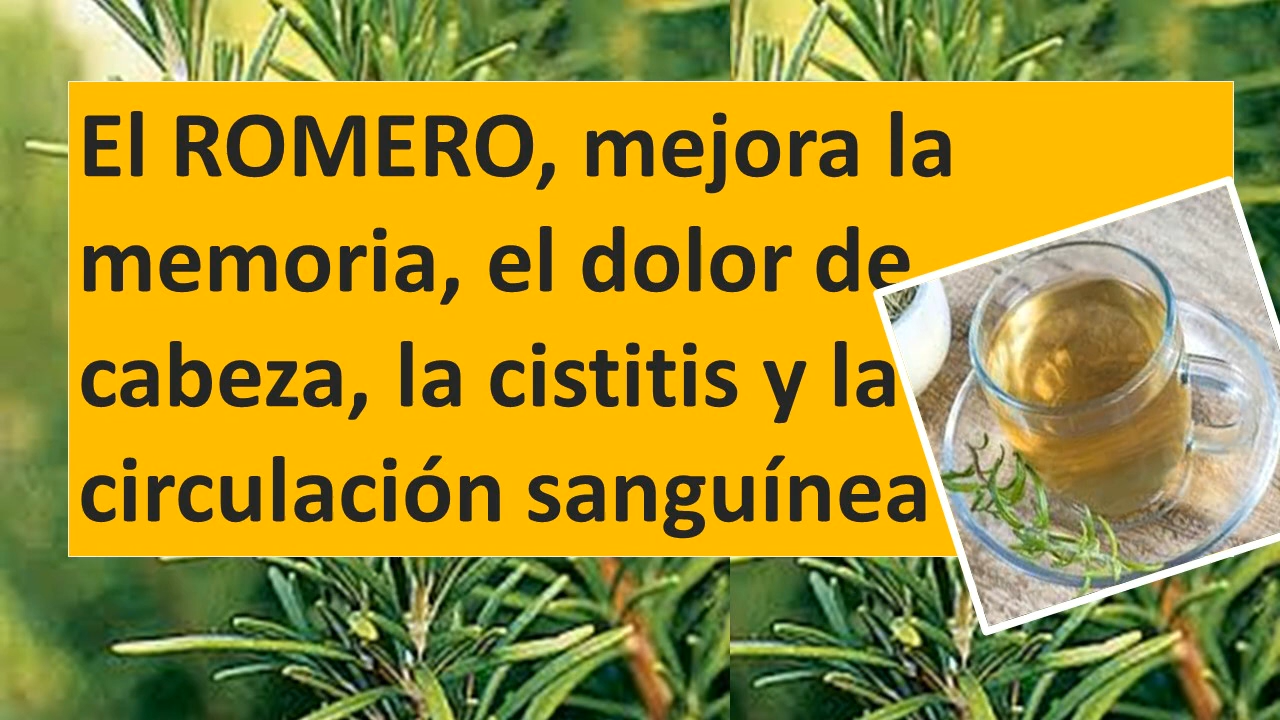 El ROMERO, mejora la
memoria, el dolor de
cabeza, la cistitis y la
circulación sanguínea